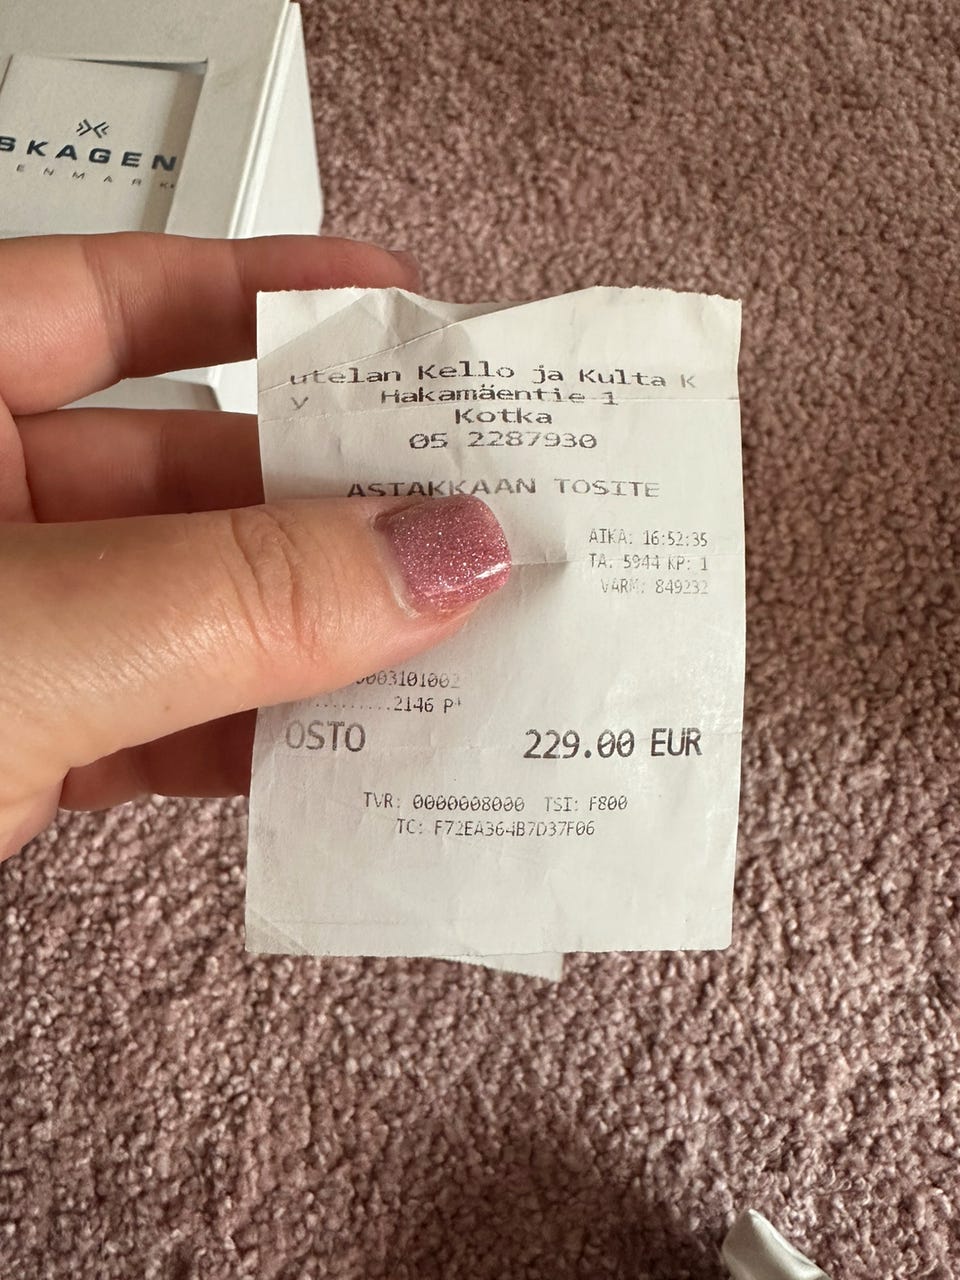 SKAGEN
ENMARK
utelan Kello ja Kulta K
y Hakamäentie 1
Kotka
05 2287930
ASTAKKAAN TOSITE
AIKA: 16:52:35
TA: 5944 KP: 1
VARM: 849232
0003101002
..........2146 P
OSTO 229.00 EUR
TVR: 0000008000 TSI: F800
TC: F72EA364B7D37F06